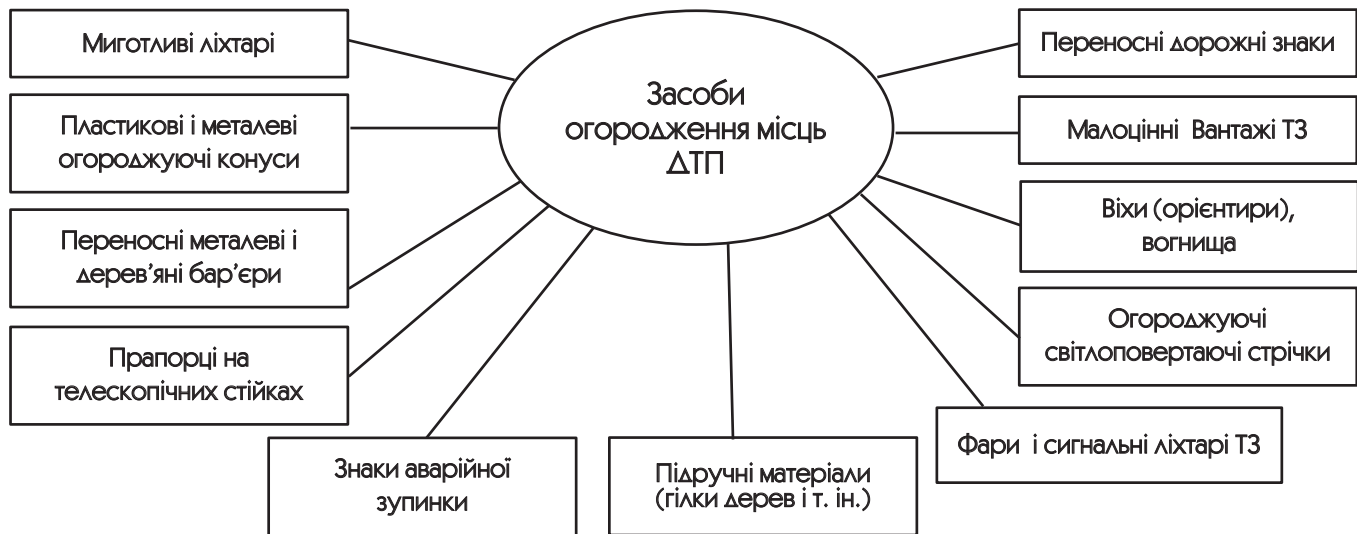 Засоби
огородження місць
ДТП
Миготливі ліхтарі
Пластикові і металеві
огороджуючі конуси
Переносні металеві і
дерев’яні бар’єри
Прапорці на
телескопічних стійках
Знаки аварійної
зупинки
Підручні матеріали
(гілки дерев і т. ін.)
Фари і сигнальні ліхтарі ТЗ
Огороджуючі
світлоповертаючі стрічки
Віхи (орієнтири),
вогнища
Малоцінні Вантажі ТЗ
Переносні дорожні знаки